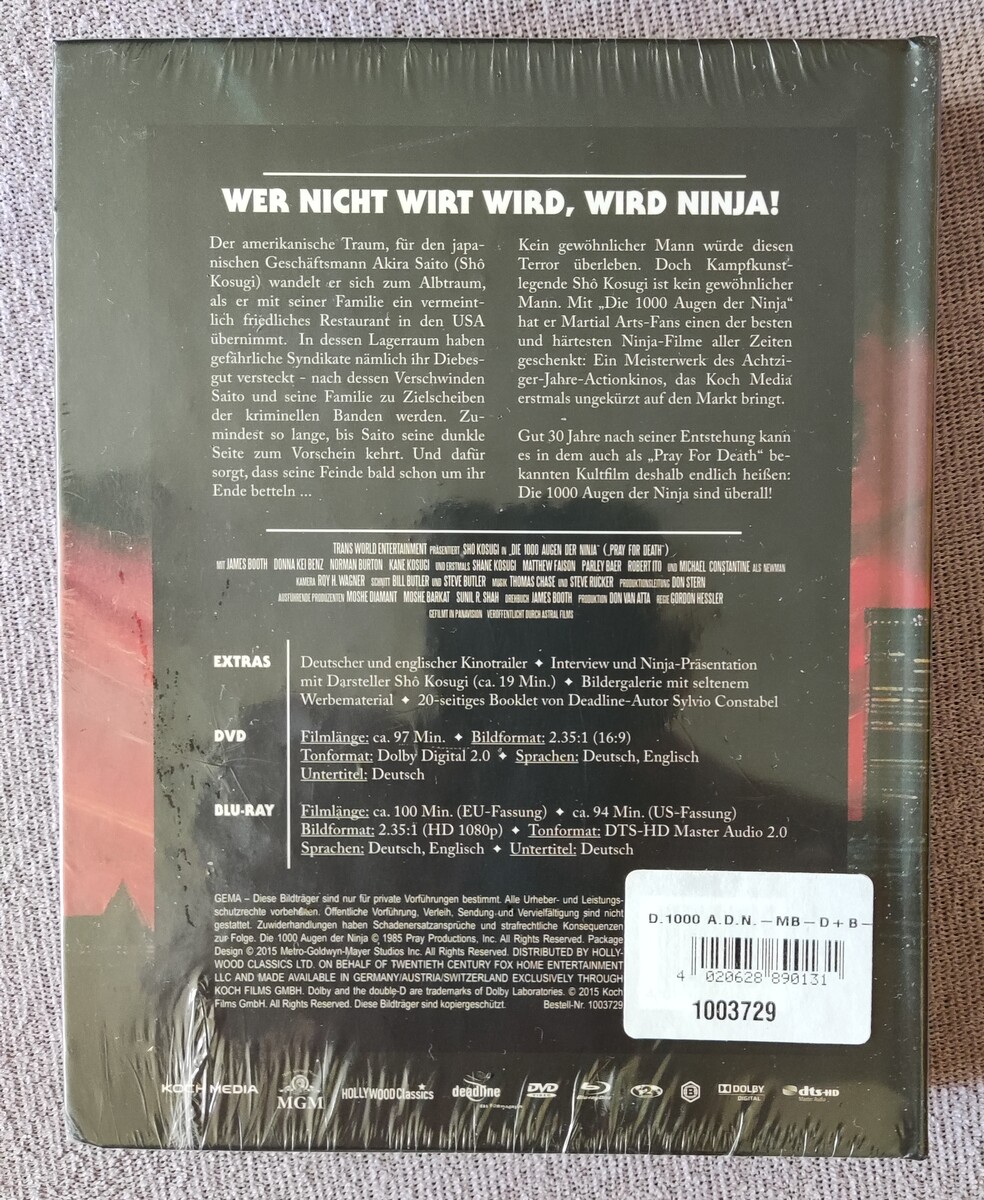 WER NICHT WIRT WIRD, WIRD NINJA!
Der amerikanische Traum, für den japa-
nischen Geschäftsmann Akira Saito (Shô
Kosugi) wandelt er sich zum Albtraum,
als er mit seiner Familie ein vermeint-
lich friedliches Restaurant in den USA
übernimmt. In dessen Lagerraum haben
gefährliche Syndikate nämlich ihr Diebes-
gut versteckt – nach dessen Verschwinden
Saito und seine Familie zu Zielscheiben
der kriminellen Banden werden. Zu-
mindest so lange, bis Saito seine dunkle
Seite zum Vorschein kehrt. Und dafür
sorgt, dass seine Feinde bald schon um ihr
Ende betteln ...
Kein gewöhnlicher Mann würde diesen
Terror überleben. Doch Kampfkunst-
legende Shô Kosugi ist kein gewöhnlicher
Mann. Mit „Die 1000 Augen der Ninja“
hat er Martial Arts-Fans einen der besten
und härtesten Ninja-Filme aller Zeiten
geschenkt: Ein Meisterwerk des Achtzi-
ger-Jahre-Actionkinos, das Koch Media
erstmals ungekürzt auf den Markt bringt.
Gut 30 Jahre nach seiner Entstehung kann
es in dem auch als „Pray For Death“ be-
kannten Kultfilm deshalb endlich heißen:
Die 1000 Augen der Ninja sind überall!
TRANS WORLD ENTERTAINMENT PRÄSENTIERT SHÔ KOSUGI IN „DIE 1000 AUGEN DER NINJA“ („PRAY FOR DEATH“)
MIT JAMES BOOTH DONNA KEI BENZ NORMAN BURTON KANE KOSUGI UND ERSTMALS SHANE KOSUGI MATTHEW FAISON PARLEY BAER ROBERT ITO UND MICHAEL CONSTANTINE ALS NEWMAN
KAMERA ROY H. WAGNER SCHNITT BILL BUTLER UND STEVE BUTLER MUSIK THOMAS CHASE UND STEVE RUCKER PRODUKTIONSLEITUNG DON STERN
AUSFÜHRENDE PRODUZENTEN MOSHE DIAMANT MOSHE BARKAT SUNIL R. SHAH DREHBUCH JAMES BOOTH PRODUKTION DON VAN ATTA REGIE GORDON HESSLER
GEFILMT IN PANAVISION VERÖFFENTLICHT DURCH ASTRAL FILMS
EXTRAS
Deutscher und englischer Kinotrailer ✦ Interview und Ninja-Präsentation
mit Darsteller Shô Kosugi (ca. 19 Min.) ✦ Bildergalerie mit seltenem
Werbematerial ✦ 20-seitiges Booklet von Deadline-Autor Sylvio Constabel
DVD
Filmlänge: ca. 97 Min. ✦ Bildformat: 2.35:1 (16:9)
Tonformat: Dolby Digital 2.0 ✦ Sprachen: Deutsch, Englisch
Untertitel: Deutsch
BLU-RAY
Filmlänge: ca. 100 Min. (EU-Fassung) ✦ ca. 94 Min. (US-Fassung)
Bildformat: 2.35:1 (HD 1080p) ✦ Tonformat: DTS-HD Master Audio 2.0
Sprachen: Deutsch, Englisch ✦ Untertitel: Deutsch
GEMA – Diese Bildträger sind nur für private Vorführungen bestimmt. Alle Urheber- und Leistungs-
schutzrechte vorbehalten. Öffentliche Vorführung, Verleih, Sendung und Vervielfältigung sind nicht
gestattet. Zuwiderhandlungen haben Schadenersatzansprüche und strafrechtliche Konsequenzen
zur Folge. Die 1000 Augen der Ninja © 1985 Pray Productions, Inc. All Rights Reserved. Package
Design © 2015 Metro-Goldwyn-Mayer Studios Inc. All Rights Reserved. DISTRIBUTED BY HOLLY-
WOOD CLASSICS LTD. ON BEHALF OF TWENTIETH CENTURY FOX HOME ENTERTAINMENT
LLC AND MADE AVAILABLE IN GERMANY/AUSTRIA/SWITZERLAND EXCLUSIVELY THROUGH
KOCH FILMS GMBH. Dolby and the double-D are trademarks of Dolby Laboratories. © 2015 Koch
Films GmbH. All Rights Reserved. Diese Bildträger sind kopiergeschützt. Bestell-Nr. 1003729
D.1000 A.D.N.–MB–D+B–
4 020628 890131
1003729
KOCH MEDIA
MGM
HOLLYWOOD Classics
deadline
das Filmmagazin
DVD
Blu-ray Disc
B
DOLBY
DIGITAL
dts-HD
Master Audio